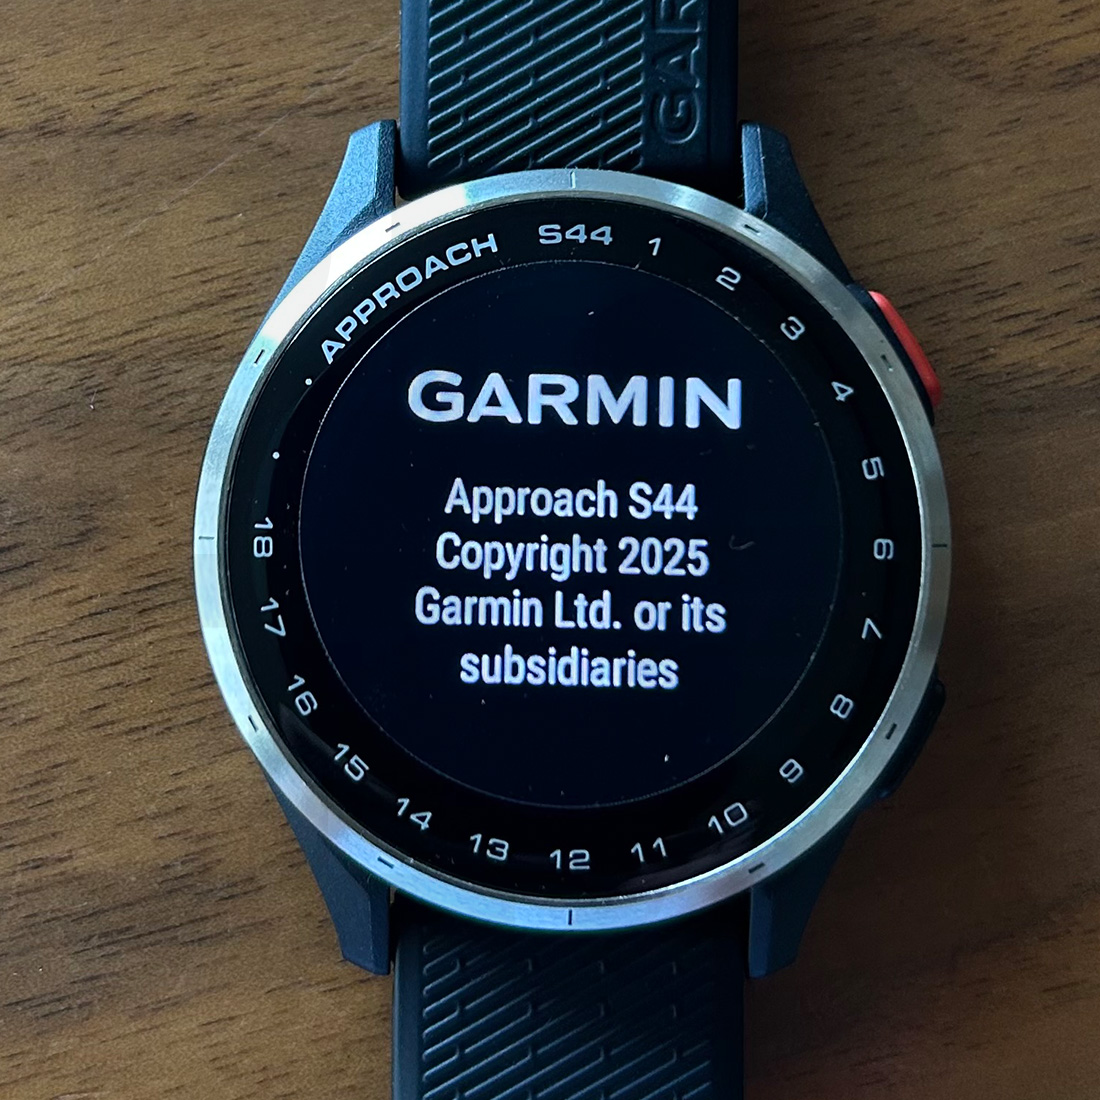 GAR
APPROACH S44
1
2
3
4
5
6
7
8
9
10
11
12
13
14
15
16
17
18
GARMIN
Approach S44
Copyright 2025
Garmin Ltd. or its
subsidiaries